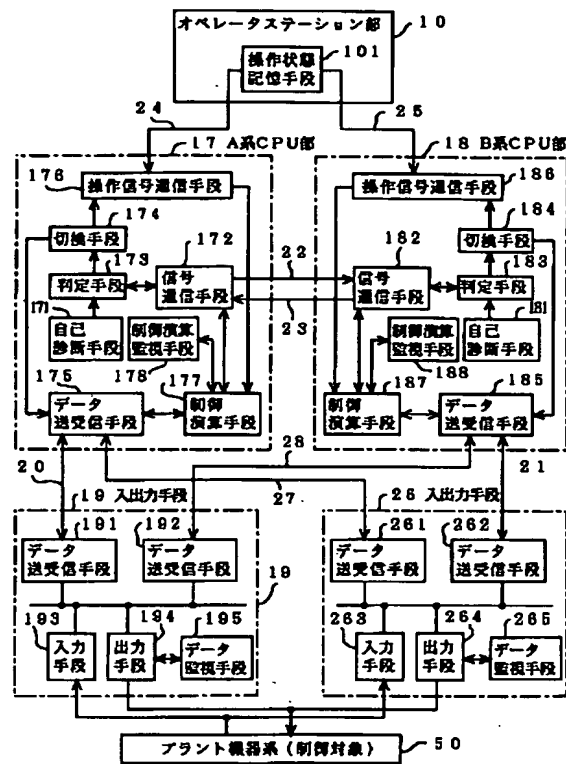 オペレータステーション部
10
操作状態
記憶手段
101
24
25
17 A系CPU部
18 B系CPU部
176
操作信号通信手段
操作信号通信手段
186
174
184
切換手段
172
22
182
切換手段
173
183
判定手段
信号
通信手段
信号
通信手段
判定手段
171
23
181
自己
診断手段
制御演算
監視手段
制御演算
監視手段
自己
診断手段
178
188
175
177
187
185
データ
送受信手段
制御
演算手段
制御
演算手段
データ
送受信手段
28
20
27
21
19 入出力手段
26 入出力手段
191
192
261
262
データ
送受信手段
データ
送受信手段
データ
送受信手段
データ
送受信手段
19
193
194
195
263
264
265
入力
手段
出力
手段
データ
監視手段
入力
手段
出力
手段
データ
監視手段
プラント機器系(制御対象)
50